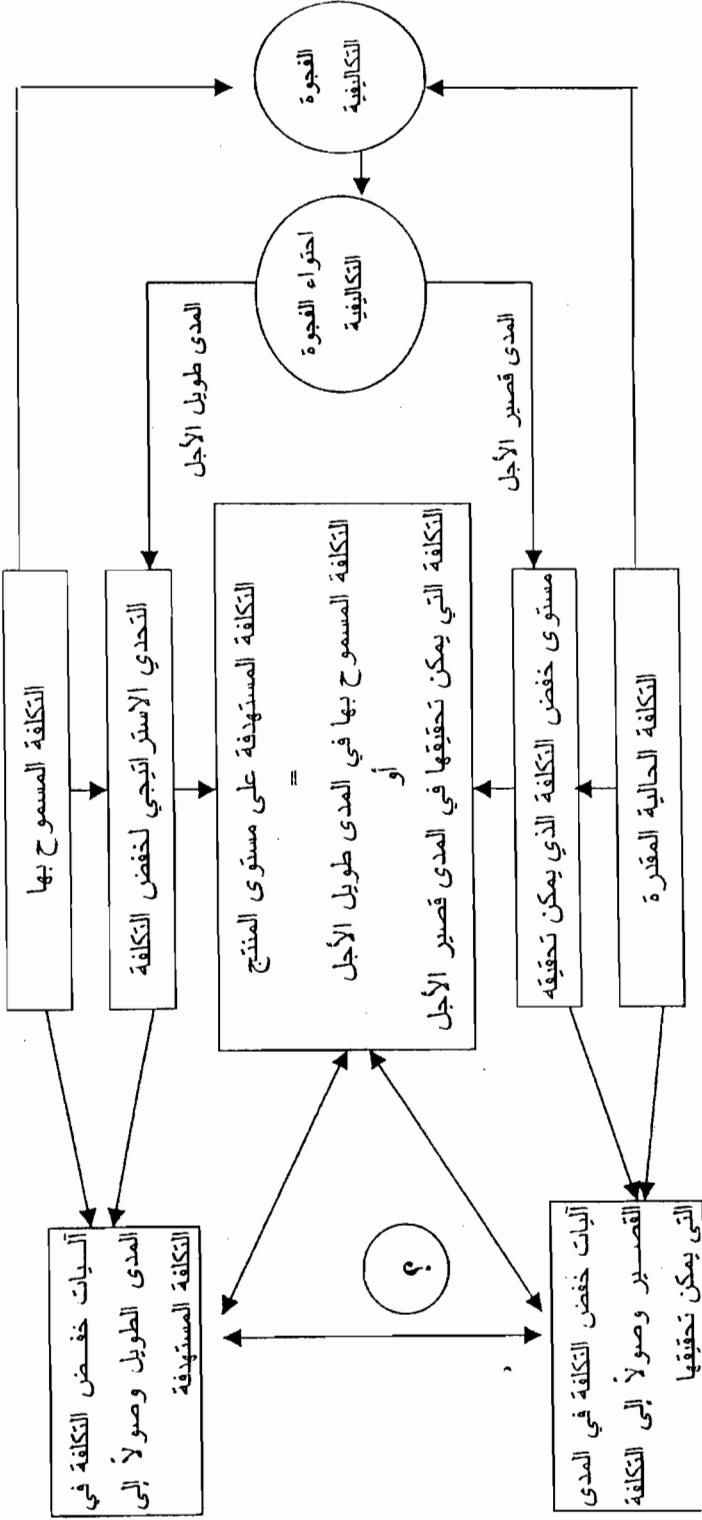 الفجوة
التكاليفية
احتواء الفجوة
التكاليفية
المدى طويل الأجل
المدى قصير الأجل
التكلفة المسموح بها
التحدي الاستراتيجي لخفض التكلفة
التكلفة المستهدفة على مستوى المنتج
=
التكلفة المسموح بها في المدى طويل الأجل
أو
التكلفة التي يمكن تحقيقها في المدى قصير الأجل
مستوى خفض التكلفة الذي يمكن تحقيقه
التكلفة الحالية المقدرة
آليات خفض التكلفة في
المدى الطويل وصولاً إلى
التكلفة المستهدفة
؟
آليات خفض التكلفة في المدى
القصير وصولاً إلى التكلفة
التي يمكن تحقيقها